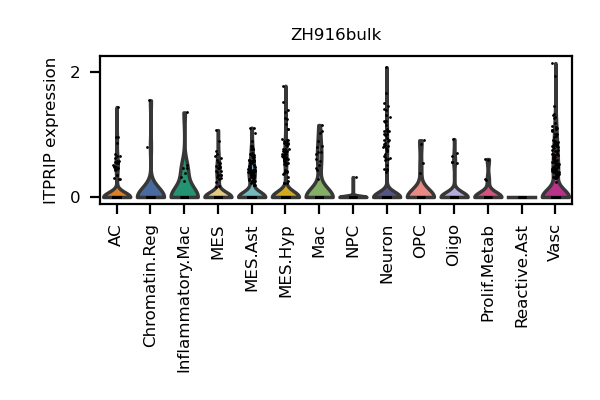 ZH916bulk
ITPRIP expression
2
0
AC
Chromatin.Reg
Inflammatory.Mac
MES
MES.Ast
MES.Hyp
Mac
NPC
Neuron
OPC
Oligo
Prolif.Metab
Reactive.Ast
Vasc